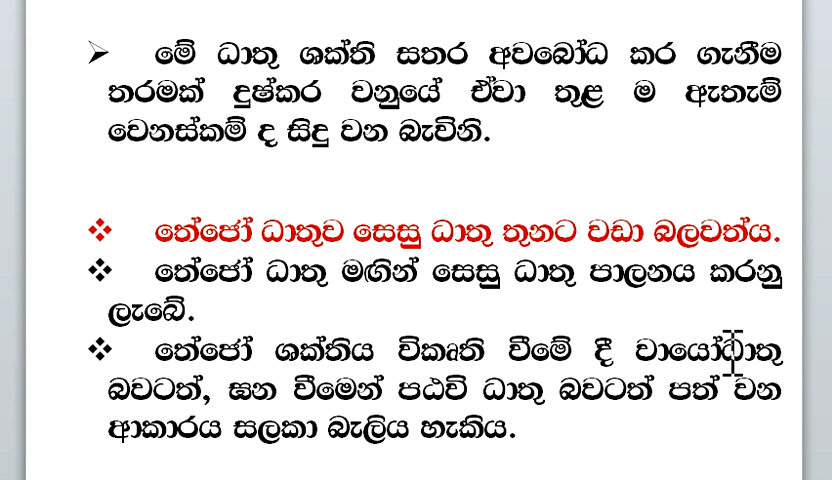 ➢ මේ ධාතු ශක්ති සතර අවබෝධ කර ගැනීම
තරමක් දුෂ්කර වනුයේ ඒවා තුළ ම ඇතැම්
වෙනස්කම් ද සිදු වන බැවිනි.
❖ තේජෝ ධාතුව සෙසු ධාතු තුනට වඩා බලවත්ය.
❖ තේජෝ ධාතු මඟින් සෙසු ධාතු පාලනය කරනු
ලැබේ.
❖ තේජෝ ශක්තිය විකෘති වීමේ දී වායෝධාතු
බවටත්, ඝන වීමෙන් පඨවි ධාතු බවටත් පත් වන
ආකාරය සලකා බැලිය හැකිය.